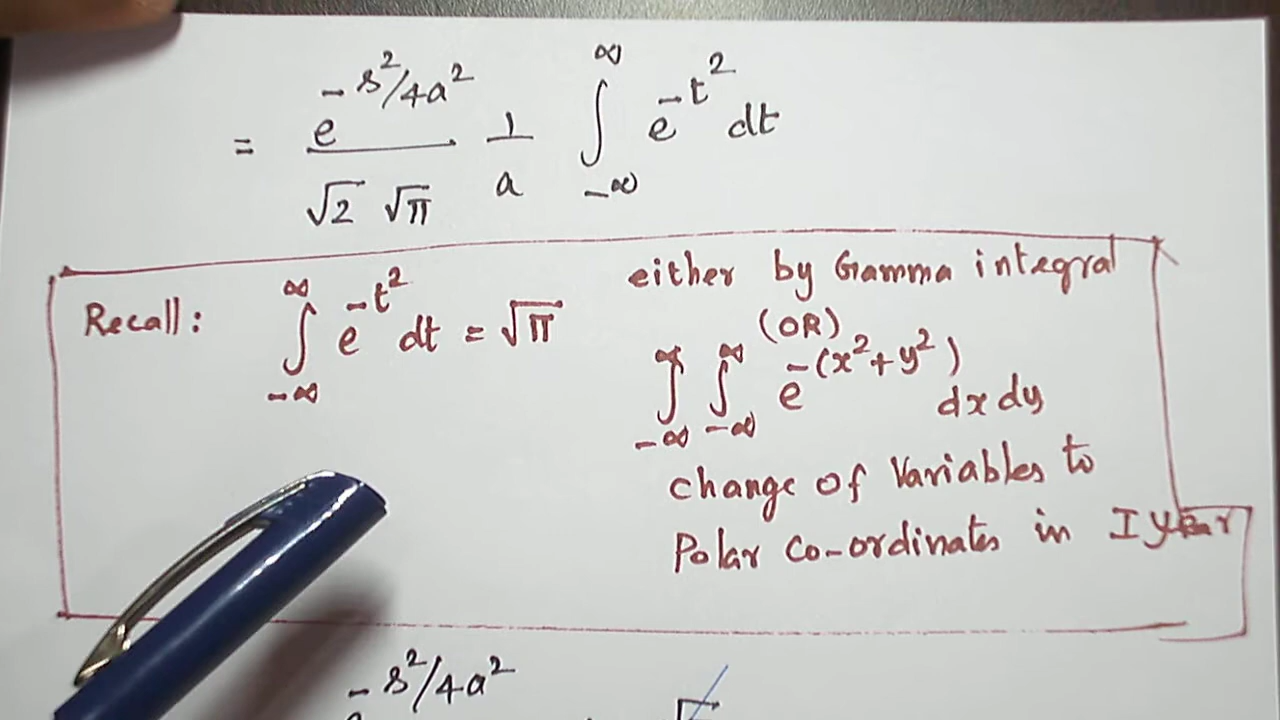 = e^{-s²/4a²} / (√2 √π) 1/a ∫_{-∞}^{∞} e^{-t²} dt
Recall: ∫_{-∞}^{∞} e^{-t²} dt = √π
either by Gamma integral
(OR)
∫_{-∞}^{∞} ∫_{-∞}^{∞} e^{-(x²+y²)} dx dy
change of variables to
Polar co-ordinates in I year
e^{-s²/4a²}